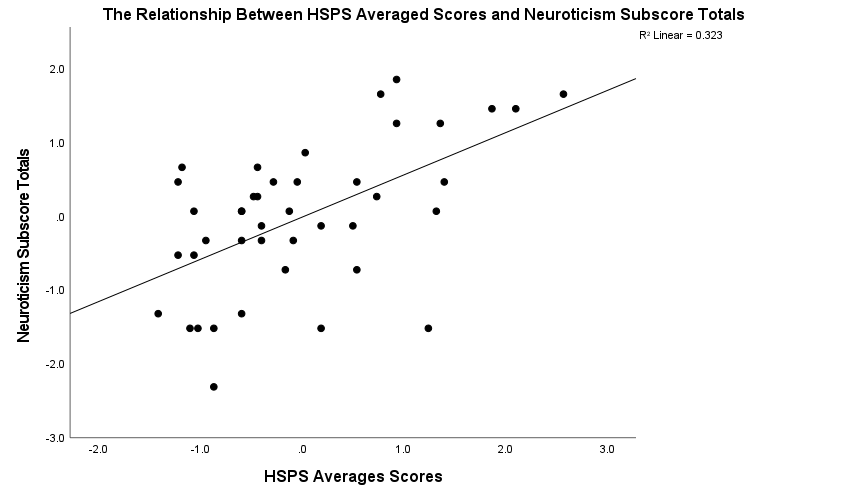 The Relationship Between HSPS Averaged Scores and Neuroticism Subscore Totals
R² Linear = 0.323
Neuroticism Subscore Totals
2.0
1.0
.0
-1.0
-2.0
-3.0
-2.0 -1.0 .0 1.0 2.0 3.0
HSPS Averages Scores